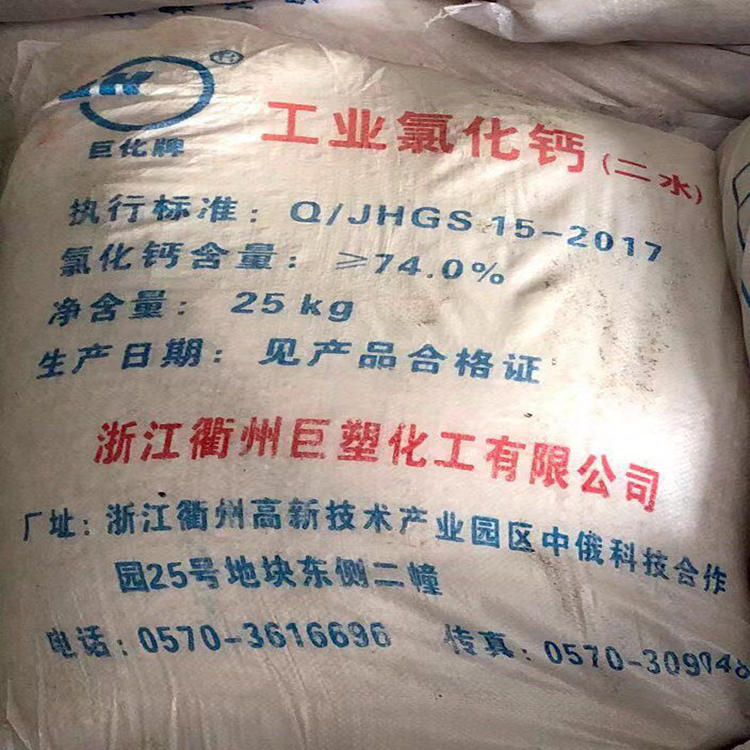 ®
巨化牌
工业氯化钙(二水)
执行标准：Q/JHGS 15-2017
氯化钙含量：≥74.0%
净含量：25kg
生产日期：见产品合格证
浙江衢州巨塑化工有限公司
厂址：浙江衢州高新技术产业园区中俄科技合作
园25号地块东侧二幢
电话：0570-3616696 传真：0570-309748